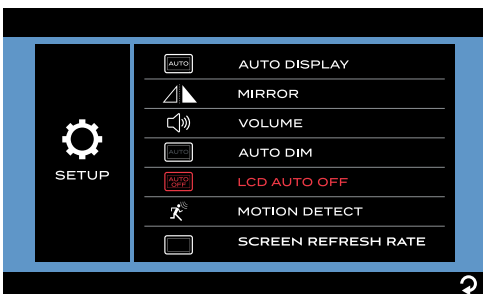 AUTO AUTO DISPLAY
MIRROR
VOLUME
AUTO AUTO DIM
SETUP
AUTO OFF LCD AUTO OFF
MOTION DETECT
SCREEN REFRESH RATE